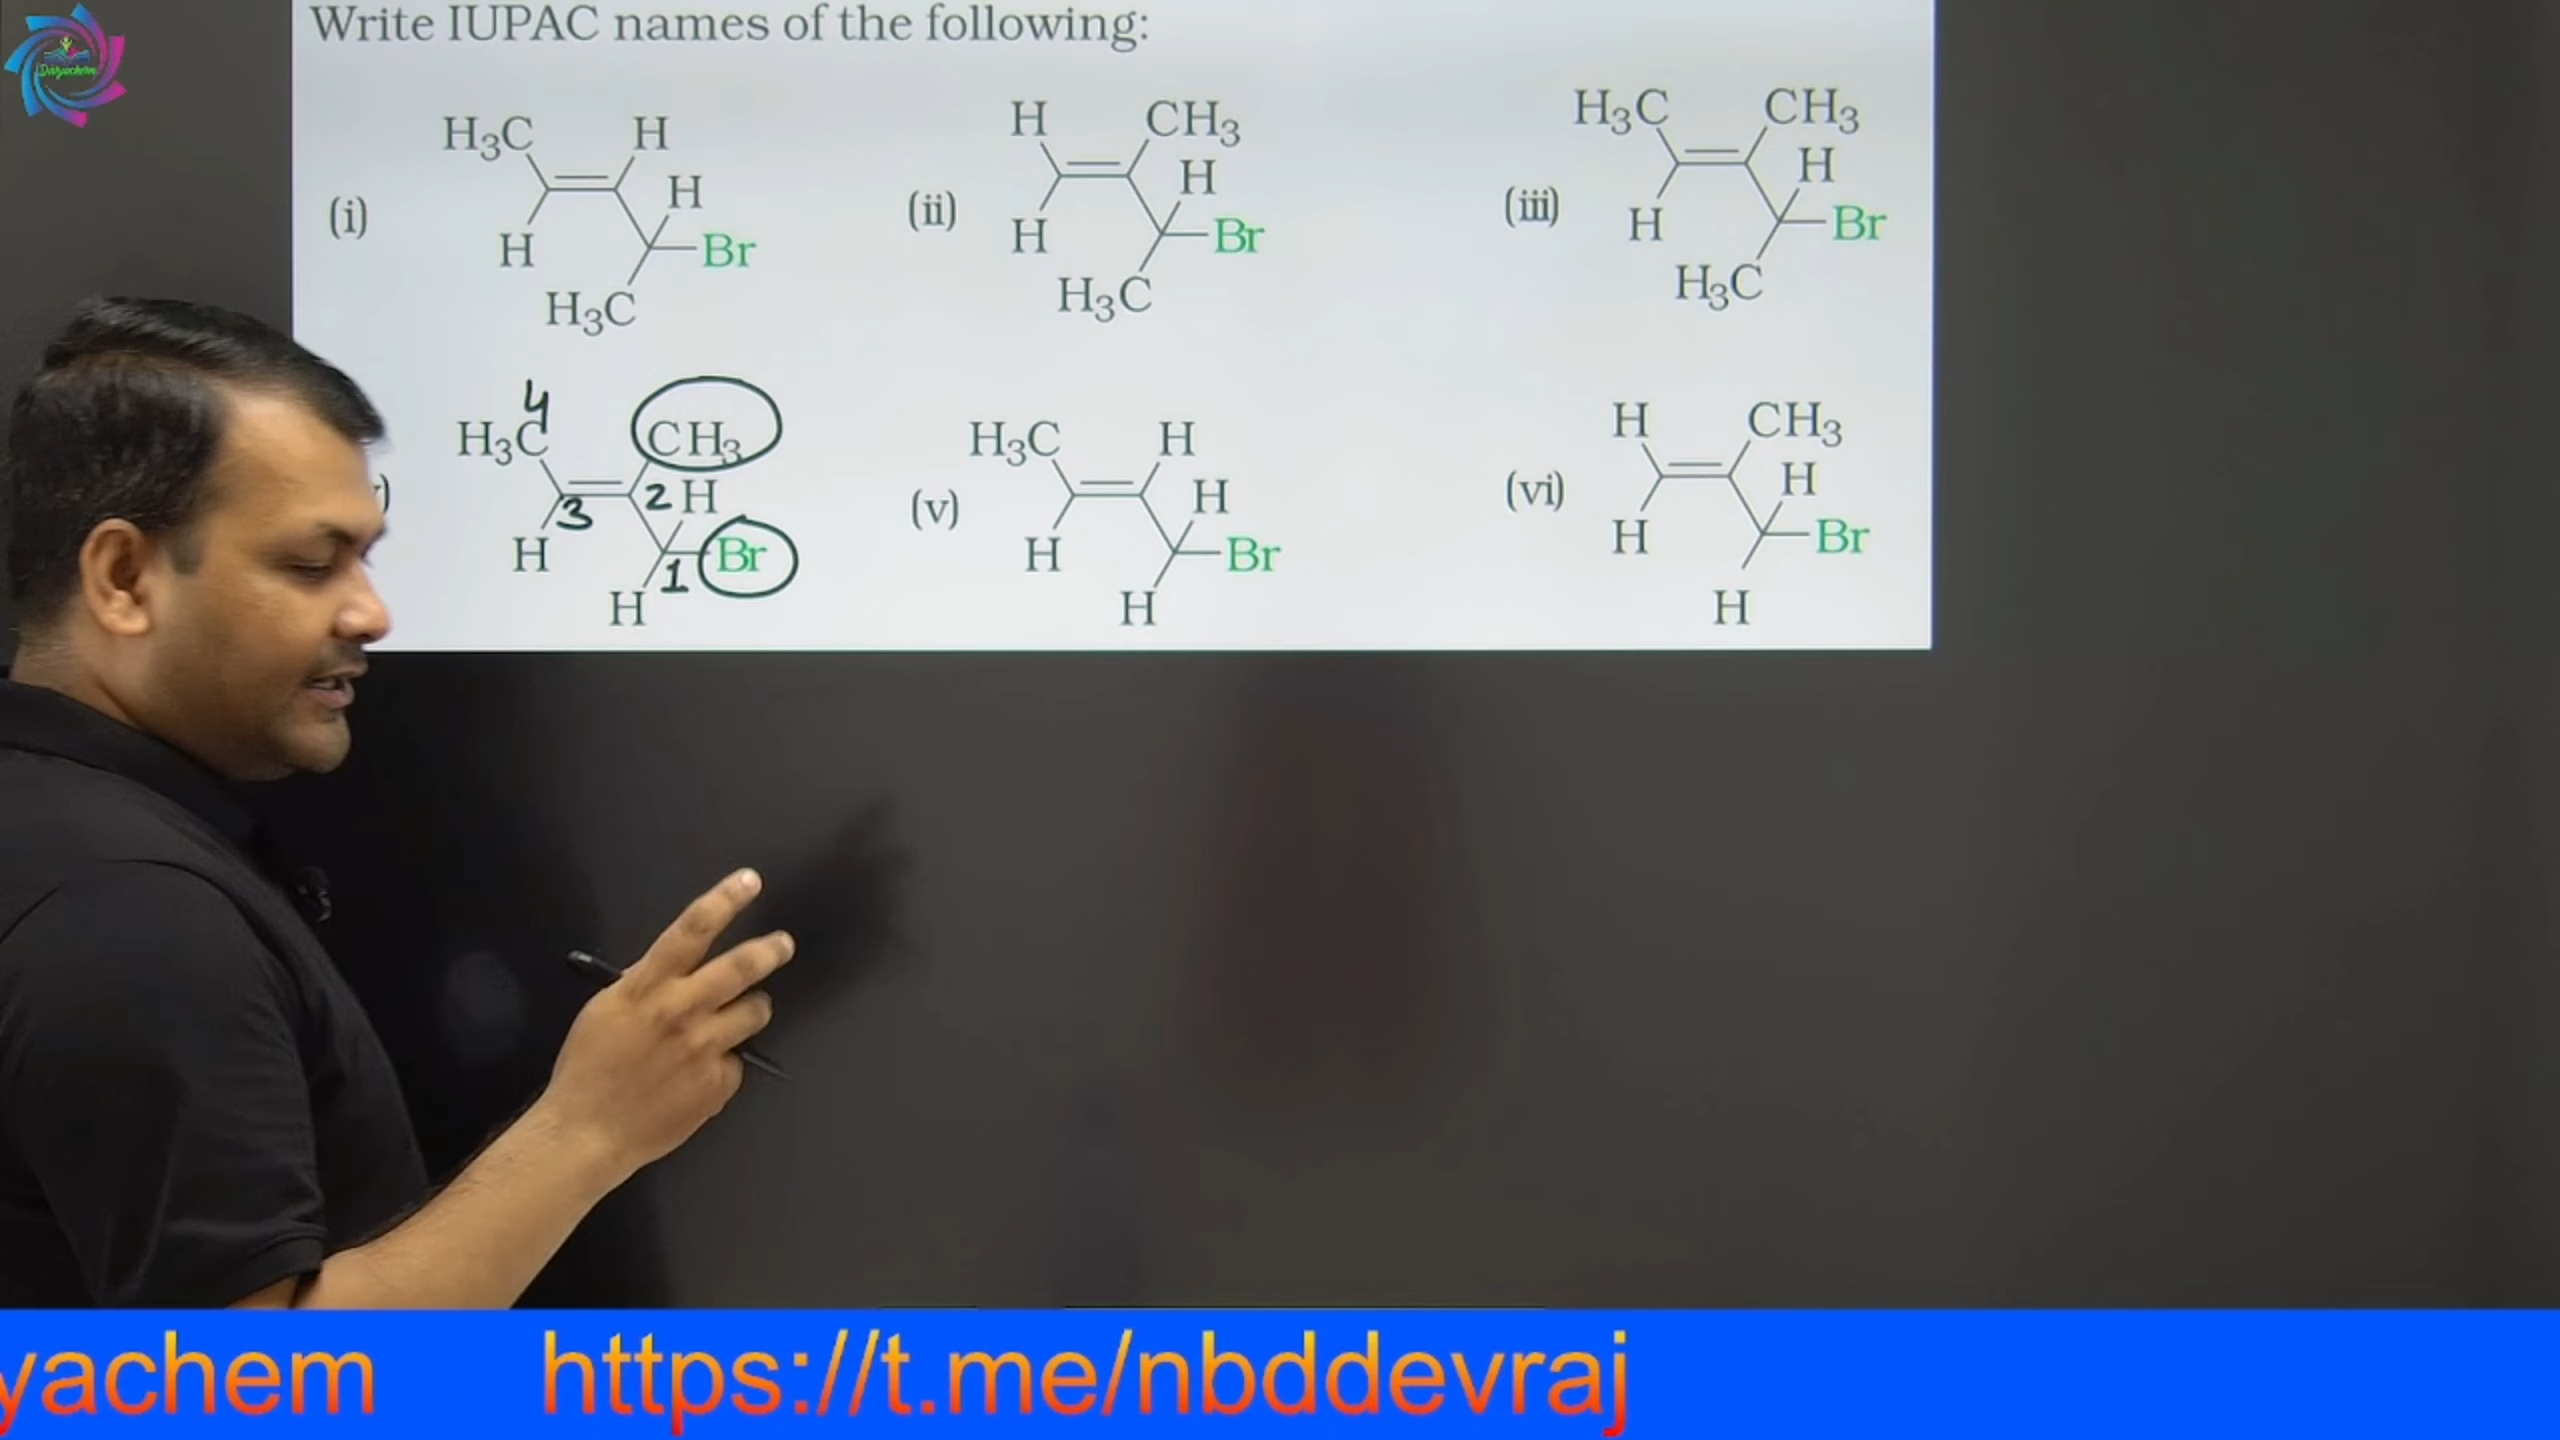 Daryachem
Write IUPAC names of the following:
(i)
H₃C
H
H
H
Br
H₃C
(ii)
H
CH₃
H
H
Br
H₃C
(iii)
H₃C
CH₃
H
H
Br
H₃C
4
H₃C
CH₃
3
2
H
H
1
Br
H
(v)
H₃C
H
H
H
Br
H
(vi)
H
CH₃
H
H
Br
H
yachem https://t.me/nbddevraj